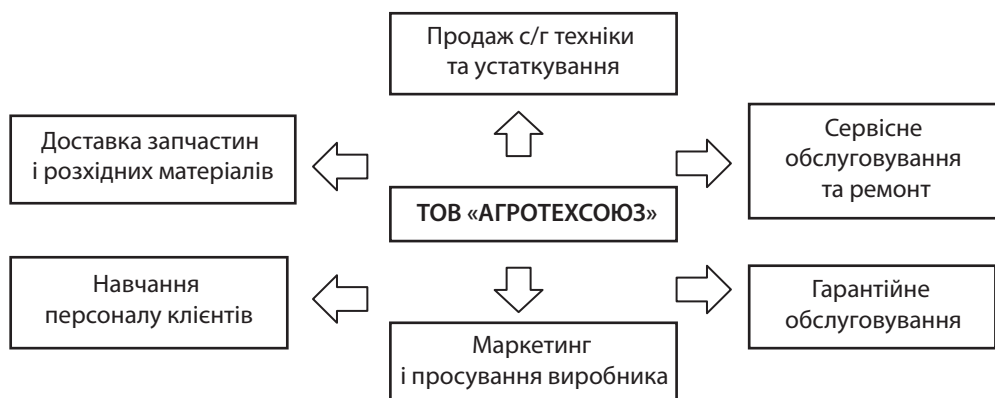 Продаж с/г техніки
та устаткування
Доставка запчастин
і розхідних матеріалів
Сервісне
обслуговування
та ремонт
ТОВ «АГРОТЕХСОЮЗ»
Навчання
персоналу клієнтів
Гарантійне
обслуговування
Маркетинг
і просування виробника